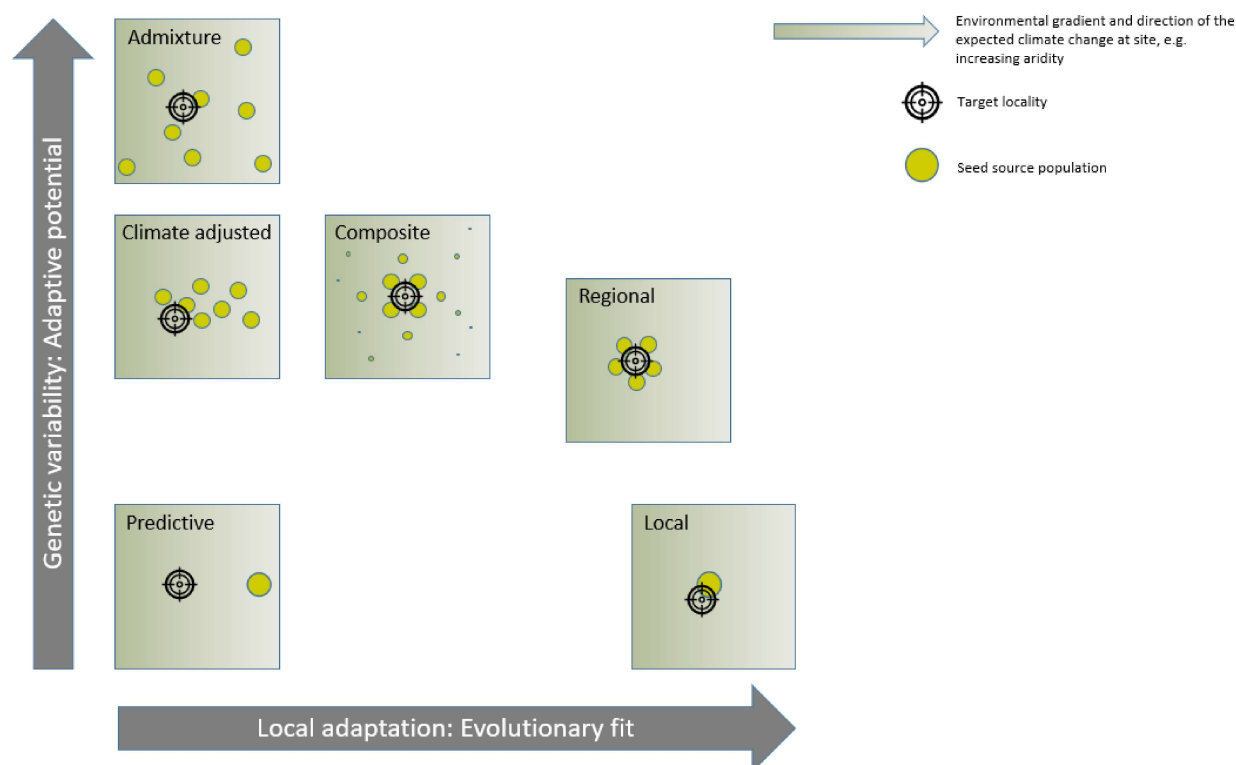 Admixture
Environmental gradient and direction of the
expected climate change at site, e.g.
increasing aridity
Target locality
Seed source population
Climate adjusted
Composite
Regional
Predictive
Local
Genetic variability: Adaptive potential
Local adaptation: Evolutionary fit